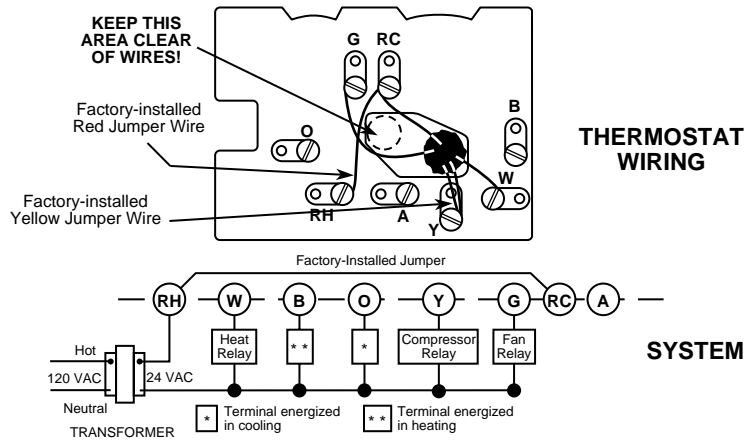 KEEP THIS
AREA CLEAR
OF WIRES!
G RC
Factory-installed
Red Jumper Wire
O
B
THERMOSTAT
WIRING
W
Factory-installed
Yellow Jumper Wire
RH
A
Y
Factory-Installed Jumper
RH W B O Y G RC A
Heat
Relay
* *
*
Compressor
Relay
Fan
Relay
SYSTEM
Hot
120 VAC
24 VAC
Neutral
TRANSFORMER
* Terminal energized
in cooling
* * Terminal energized
in heating